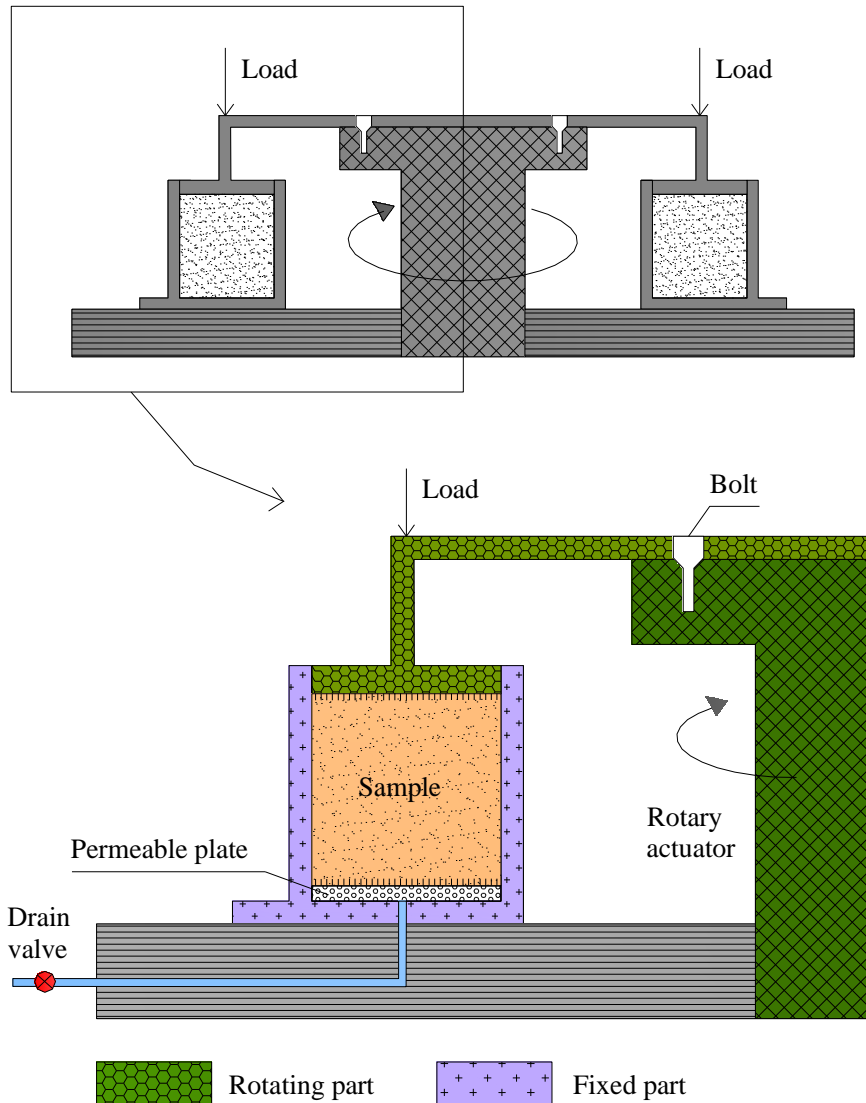 Load
Load
Load
Bolt
Sample
Rotary
actuator
Permeable plate
Drain
valve
Rotating part
Fixed part